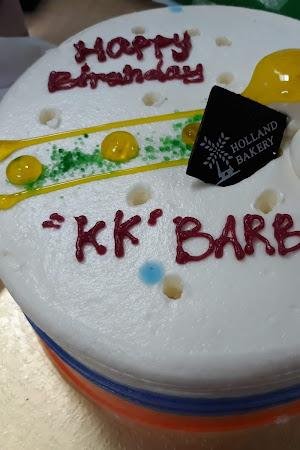 Happy
Birthday
HOLLAND
BAKERY
"KK" BARB